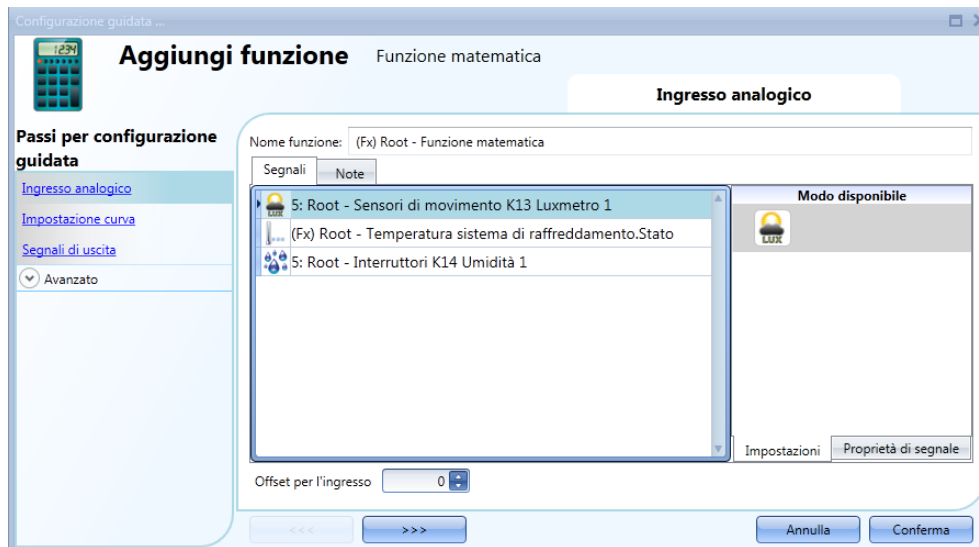 Configurazione guidata ...
1234
Aggiungi funzione Funzione matematica
Ingresso analogico
Passi per configurazione
guidata
Ingresso analogico
Impostazione curva
Segnali di uscita
Avanzato
Nome funzione: (Fx) Root - Funzione matematica
Segnali Note
LUX 5: Root - Sensori di movimento K13 Luxmetro 1
(Fx) Root - Temperatura sistema di raffreddamento.Stato
5: Root - Interruttori K14 Umidità 1
Modo disponibile
LUX
Impostazioni Proprietà di segnale
Offset per l'ingresso 0
<<< >>> Annulla Conferma